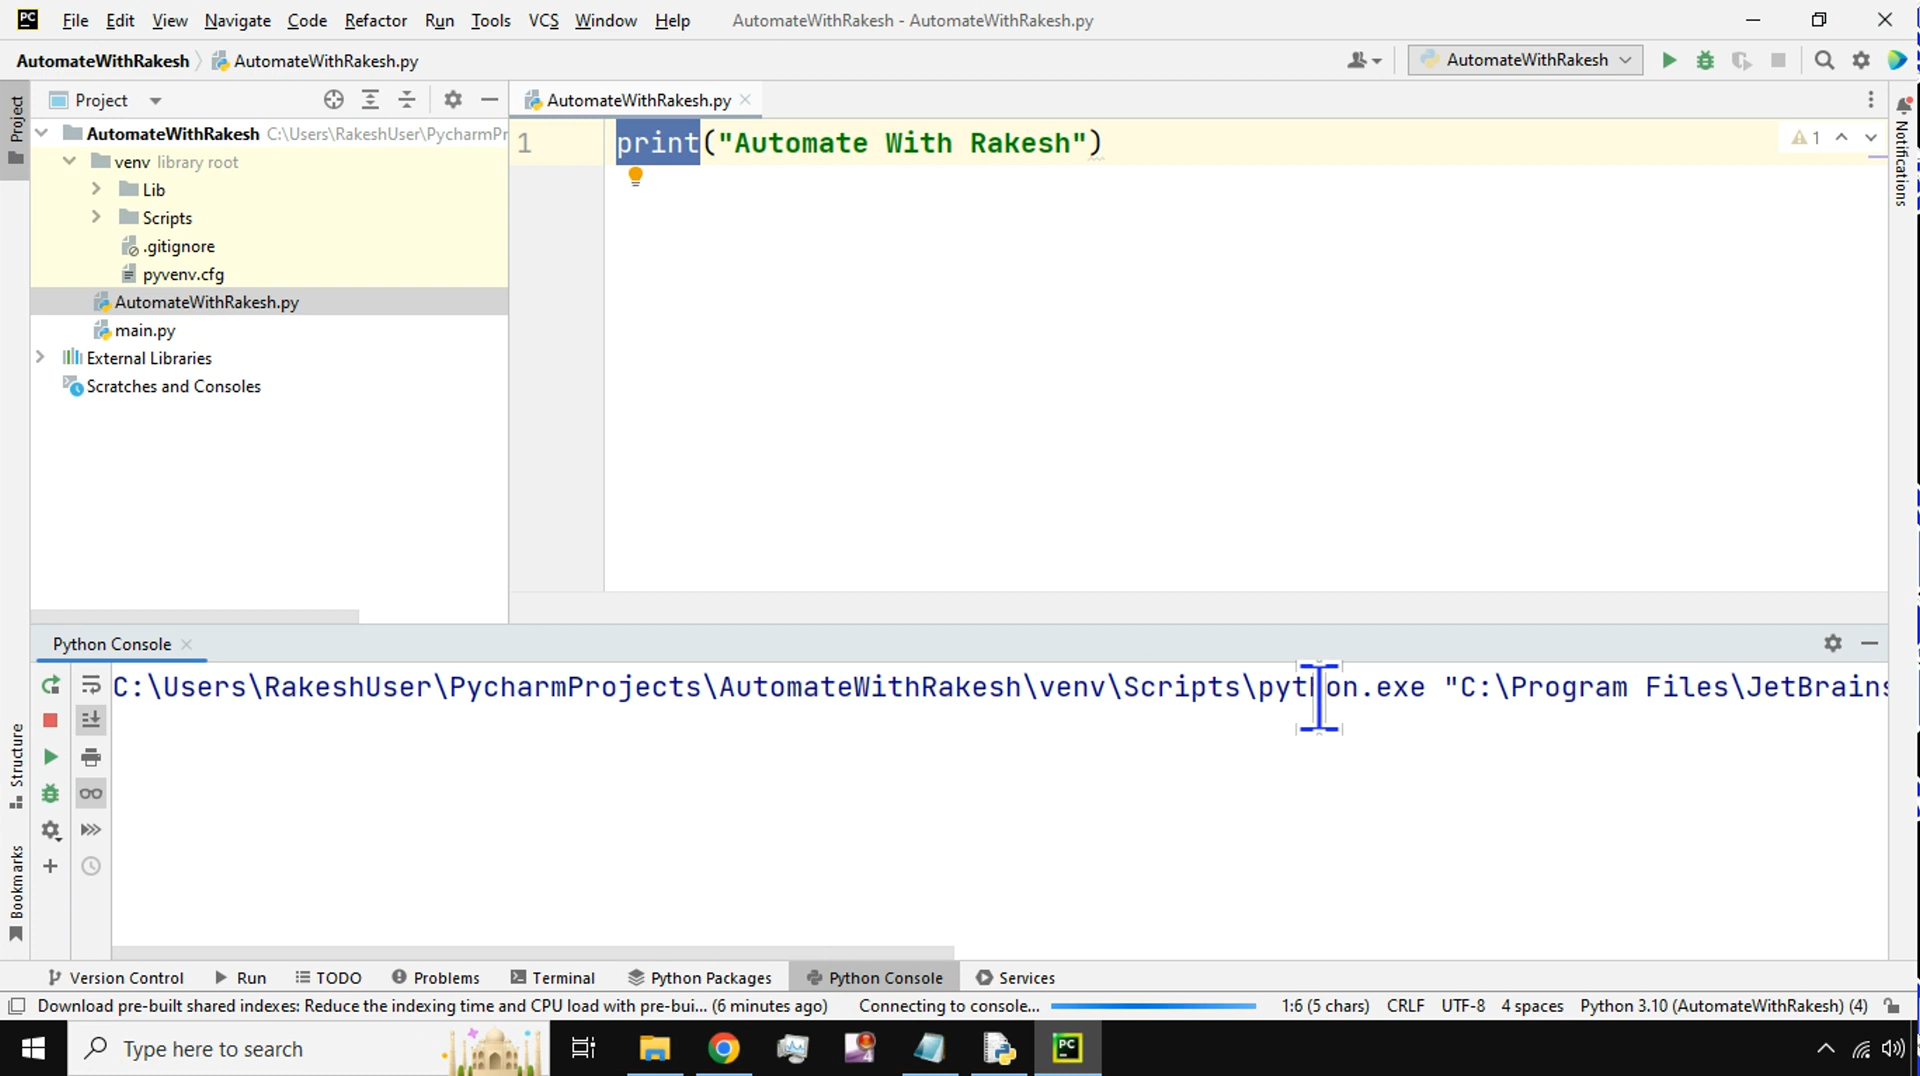 PC File Edit View Navigate Code Refactor Run Tools VCS Window Help AutomateWithRakesh - AutomateWithRakesh.py
AutomateWithRakesh AutomateWithRakesh.py AutomateWithRakesh
Project
Project
AutomateWithRakesh.py
AutomateWithRakesh C:\Users\RakeshUser\PycharmPr
1 print("Automate With Rakesh") 1
venv library root
Lib
Scripts
.gitignore
pyvenv.cfg
AutomateWithRakesh.py
main.py
External Libraries
Scratches and Consoles
Notifications
Python Console
C:\Users\RakeshUser\PycharmProjects\AutomateWithRakesh\venv\Scripts\python.exe "C:\Program Files\JetBrains
Structure
Bookmarks
Version Control Run TODO Problems Terminal Python Packages Python Console Services
Download pre-built shared indexes: Reduce the indexing time and CPU load with pre-bui... (6 minutes ago) Connecting to console... 1:6 (5 chars) CRLF UTF-8 4 spaces Python 3.10 (AutomateWithRakesh) (4)
Type here to search 4 PC